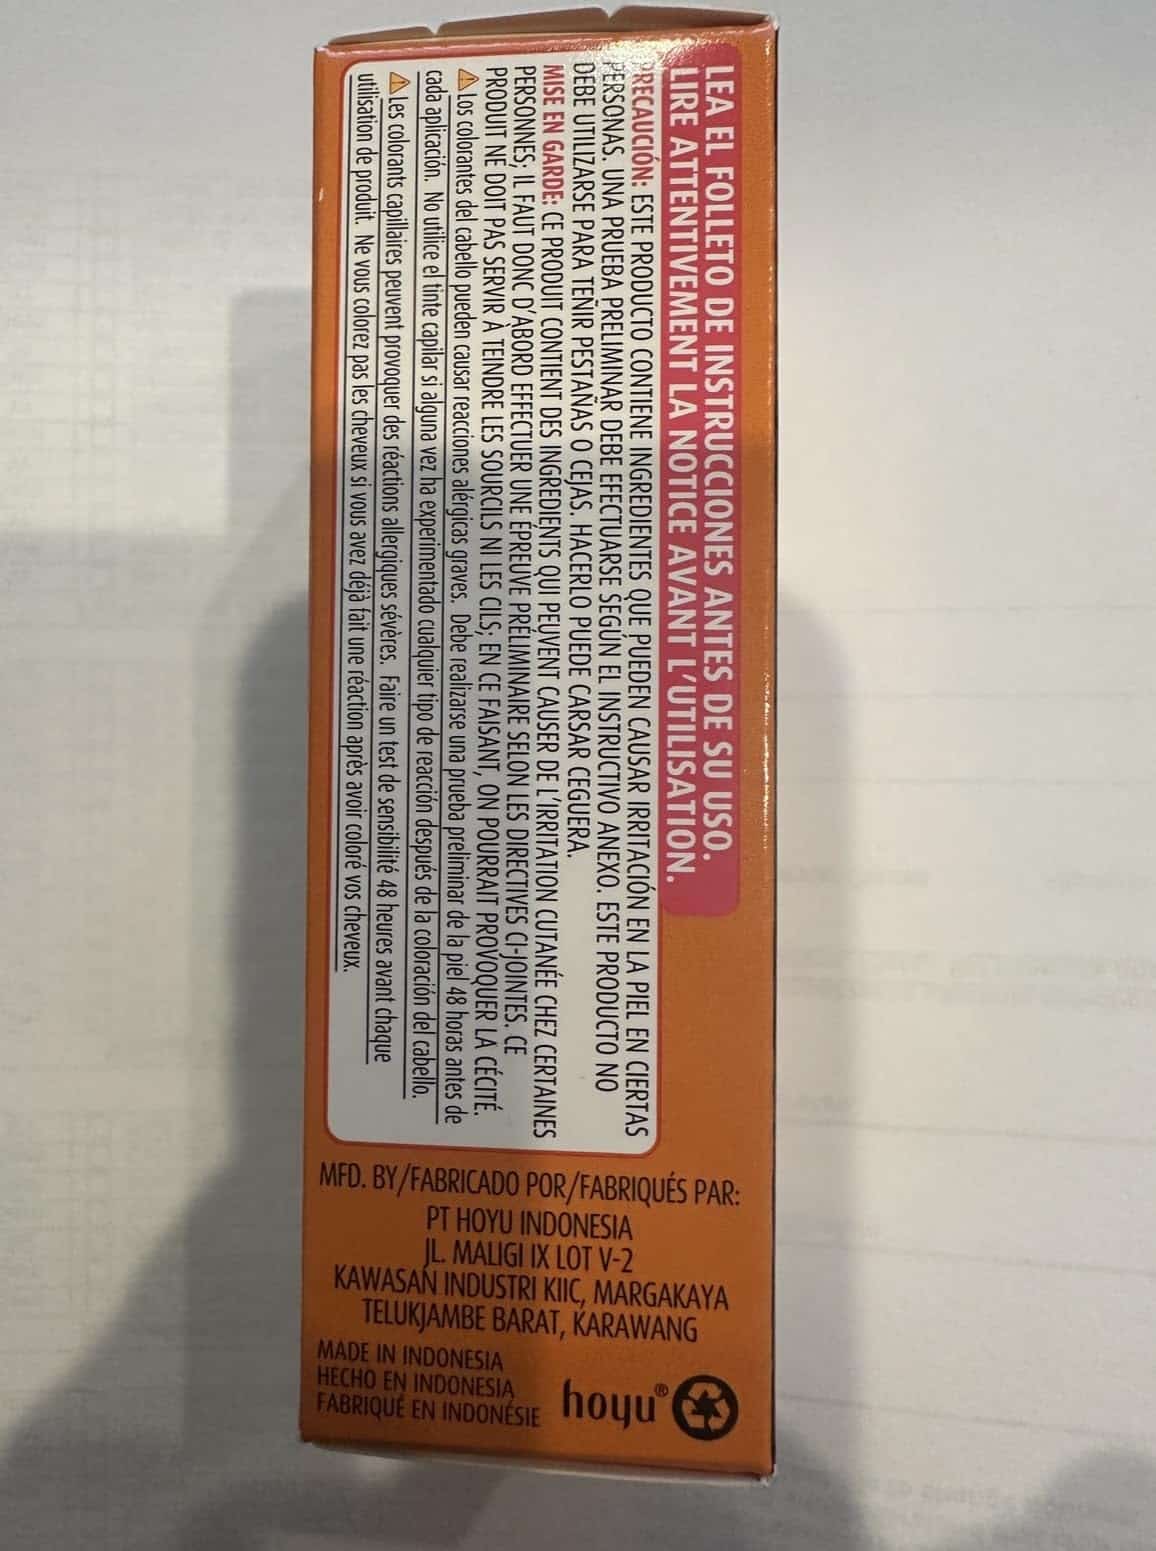 LEA EL FOLLETO DE INSTRUCCIONES ANTES DE SU USO.
LIRE ATTENTIVEMENT LA NOTICE AVANT L'UTILISATION.
PRECAUCIÓN: ESTE PRODUCTO CONTIENE INGREDIENTES QUE PUEDEN CAUSAR IRRITACIÓN EN LA PIEL EN CIERTAS
PERSONAS. UNA PRUEBA PRELIMINAR DEBE EFECTUARSE SEGÚN EL INSTRUCTIVO ANEXO. ESTE PRODUCTO NO
DEBE UTILIZARSE PARA TEÑIR PESTAÑAS O CEJAS. HACERLO PUEDE CARSAR CEGUERA.
MISE EN GARDE: CE PRODUIT CONTIENT DES INGRÉDIENTS QUI PEUVENT CAUSER DE L'IRRITATION CUTANÉE CHEZ CERTAINES
PERSONNES; IL FAUT DONC D'ABORD EFFECTUER UNE ÉPREUVE PRÉLIMINAIRE SELON LES DIRECTIVES CI-JOINTES. CE
PRODUIT NE DOIT PAS SERVIR À TEINDRE LES SOURCILS NI LES CILS; EN CE FAISANT, ON POURRAIT PROVOQUER LA CÉCITÉ.
Los colorantes del cabello pueden causar reacciones alérgicas graves. Debe realizarse una prueba preliminar de la piel 48 horas antes de
cada aplicación. No utilice el tinte capilar si alguna vez ha experimentado cualquier tipo de reacción después de la coloración del cabello.
Les colorants capillaires peuvent provoquer des réactions allergiques sévères. Faire un test de sensibilité 48 heures avant chaque
utilisation de produit. Ne vous colorez pas les cheveux si vous avez déjà fait une réaction après avoir coloré vos cheveux.
MFD. BY/FABRICADO POR/FABRIQUÉS PAR:
PT HOYU INDONESIA
JL. MALIGI IX LOT V-2
KAWASAN INDUSTRI KIIC, MARGAKAYA
TELUKJAMBE BARAT, KARAWANG
MADE IN INDONESIA
HECHO EN INDONESIA
FABRIQUÉ EN INDONÉSIE
hoyu®